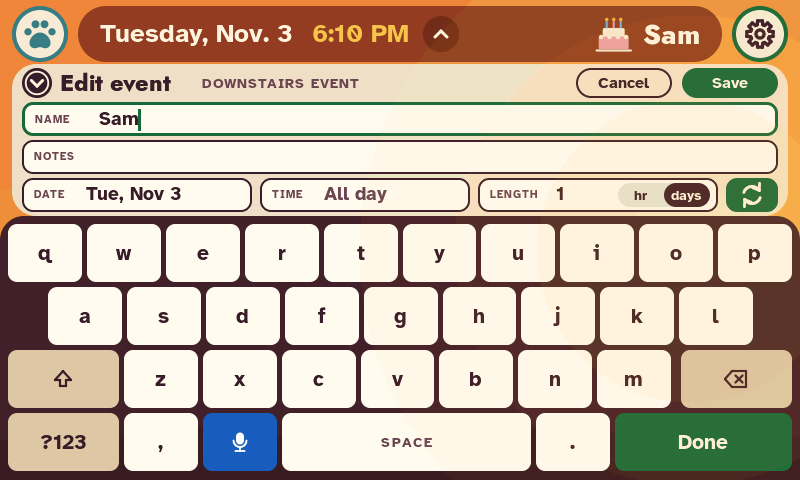 Tuesday, Nov. 3 6:10 PM Sam
Edit event DOWNSTAIRS EVENT Cancel Save
NAME Sam
NOTES
DATE Tue, Nov 3 TIME All day LENGTH 1 hr days
q w e r t y u i o p
a s d f g h j k l
z x c v b n m
?123 , SPACE . Done